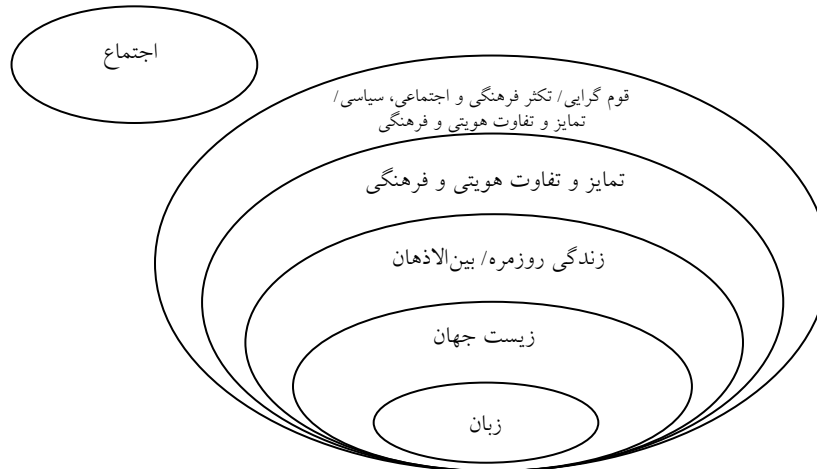 اجتماع
قوم گرایی/ تکثر فرهنگی و اجتماعی، سیاسی/
تمایز و تفاوت هویتی و فرهنگی
تمایز و تفاوت هویتی و فرهنگی
زندگی روزمره/ بین‌الاذهان
زیست جهان
زبان